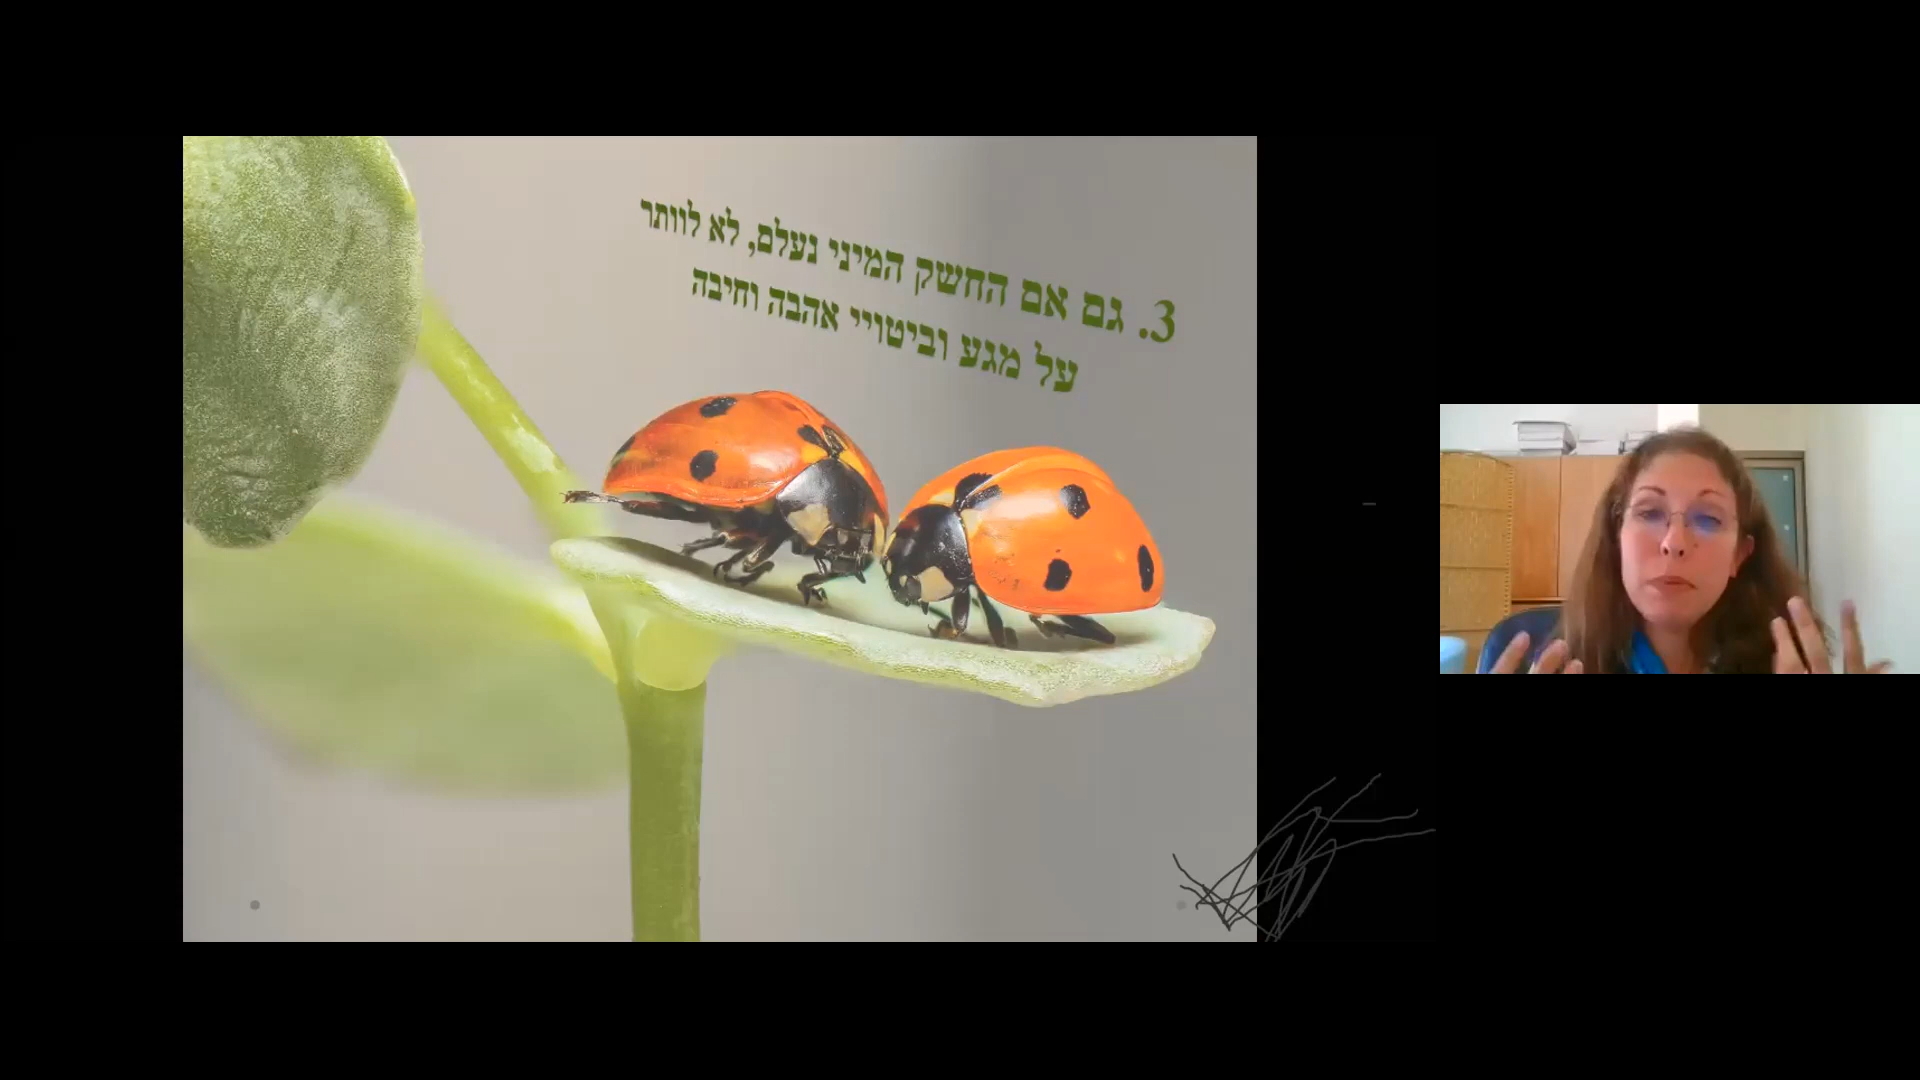 3. גם אם החשק המיני נעלם, לא לוותר
על מגע וביטויי אהבה וחיבה